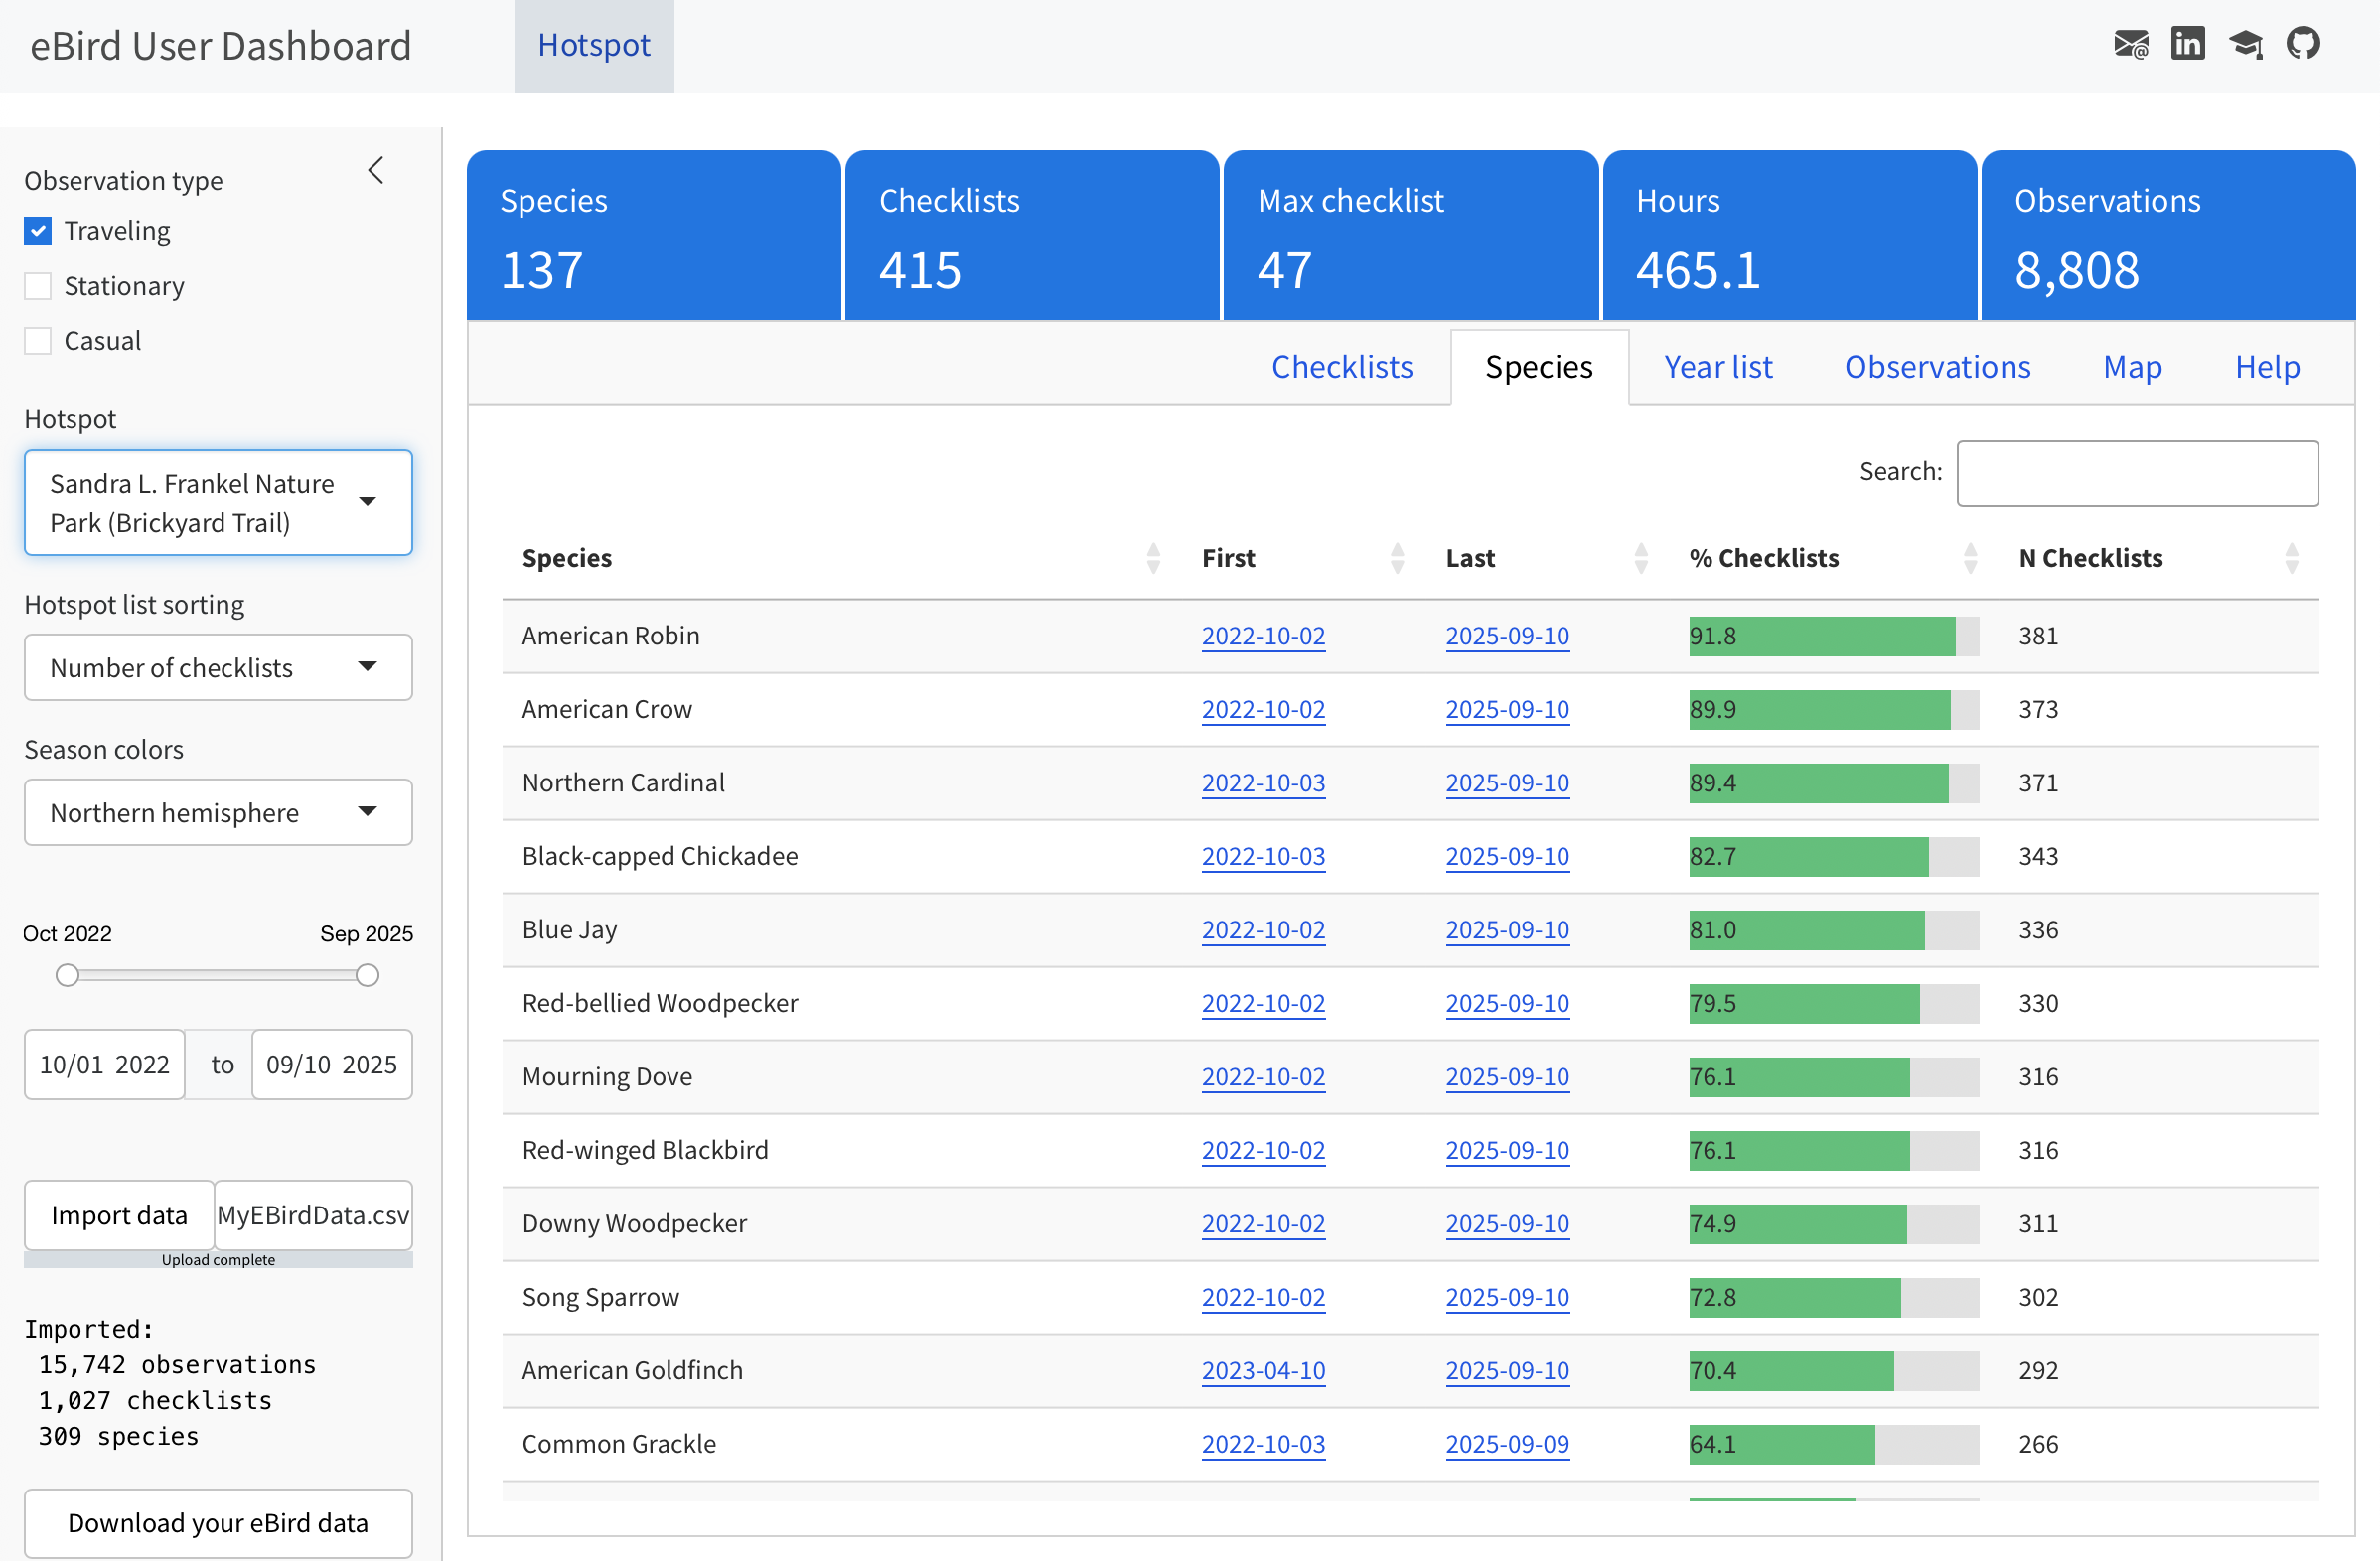 eBird User Dashboard
Hotspot
Observation type
Traveling
Stationary
Casual
Hotspot
Sandra L. Frankel Nature
Park (Brickyard Trail)
Hotspot list sorting
Number of checklists
Season colors
Northern hemisphere
Oct 2022 Sep 2025
10/01 2022 to 09/10 2025
Import data MyEBirdData.csv
Upload complete
Imported:
15,742 observations
1,027 checklists
309 species
Download your eBird data
Species Checklists Max checklist Hours Observations
137 415 47 465.1 8,808
Checklists Species Year list Observations Map Help
Search:
Species First Last % Checklists N Checklists
American Robin 2022-10-02 2025-09-10 91.8 381
American Crow 2022-10-02 2025-09-10 89.9 373
Northern Cardinal 2022-10-03 2025-09-10 89.4 371
Black-capped Chickadee 2022-10-03 2025-09-10 82.7 343
Blue Jay 2022-10-02 2025-09-10 81.0 336
Red-bellied Woodpecker 2022-10-02 2025-09-10 79.5 330
Mourning Dove 2022-10-02 2025-09-10 76.1 316
Red-winged Blackbird 2022-10-02 2025-09-10 76.1 316
Downy Woodpecker 2022-10-02 2025-09-10 74.9 311
Song Sparrow 2022-10-02 2025-09-10 72.8 302
American Goldfinch 2023-04-10 2025-09-10 70.4 292
Common Grackle 2022-10-03 2025-09-09 64.1 266